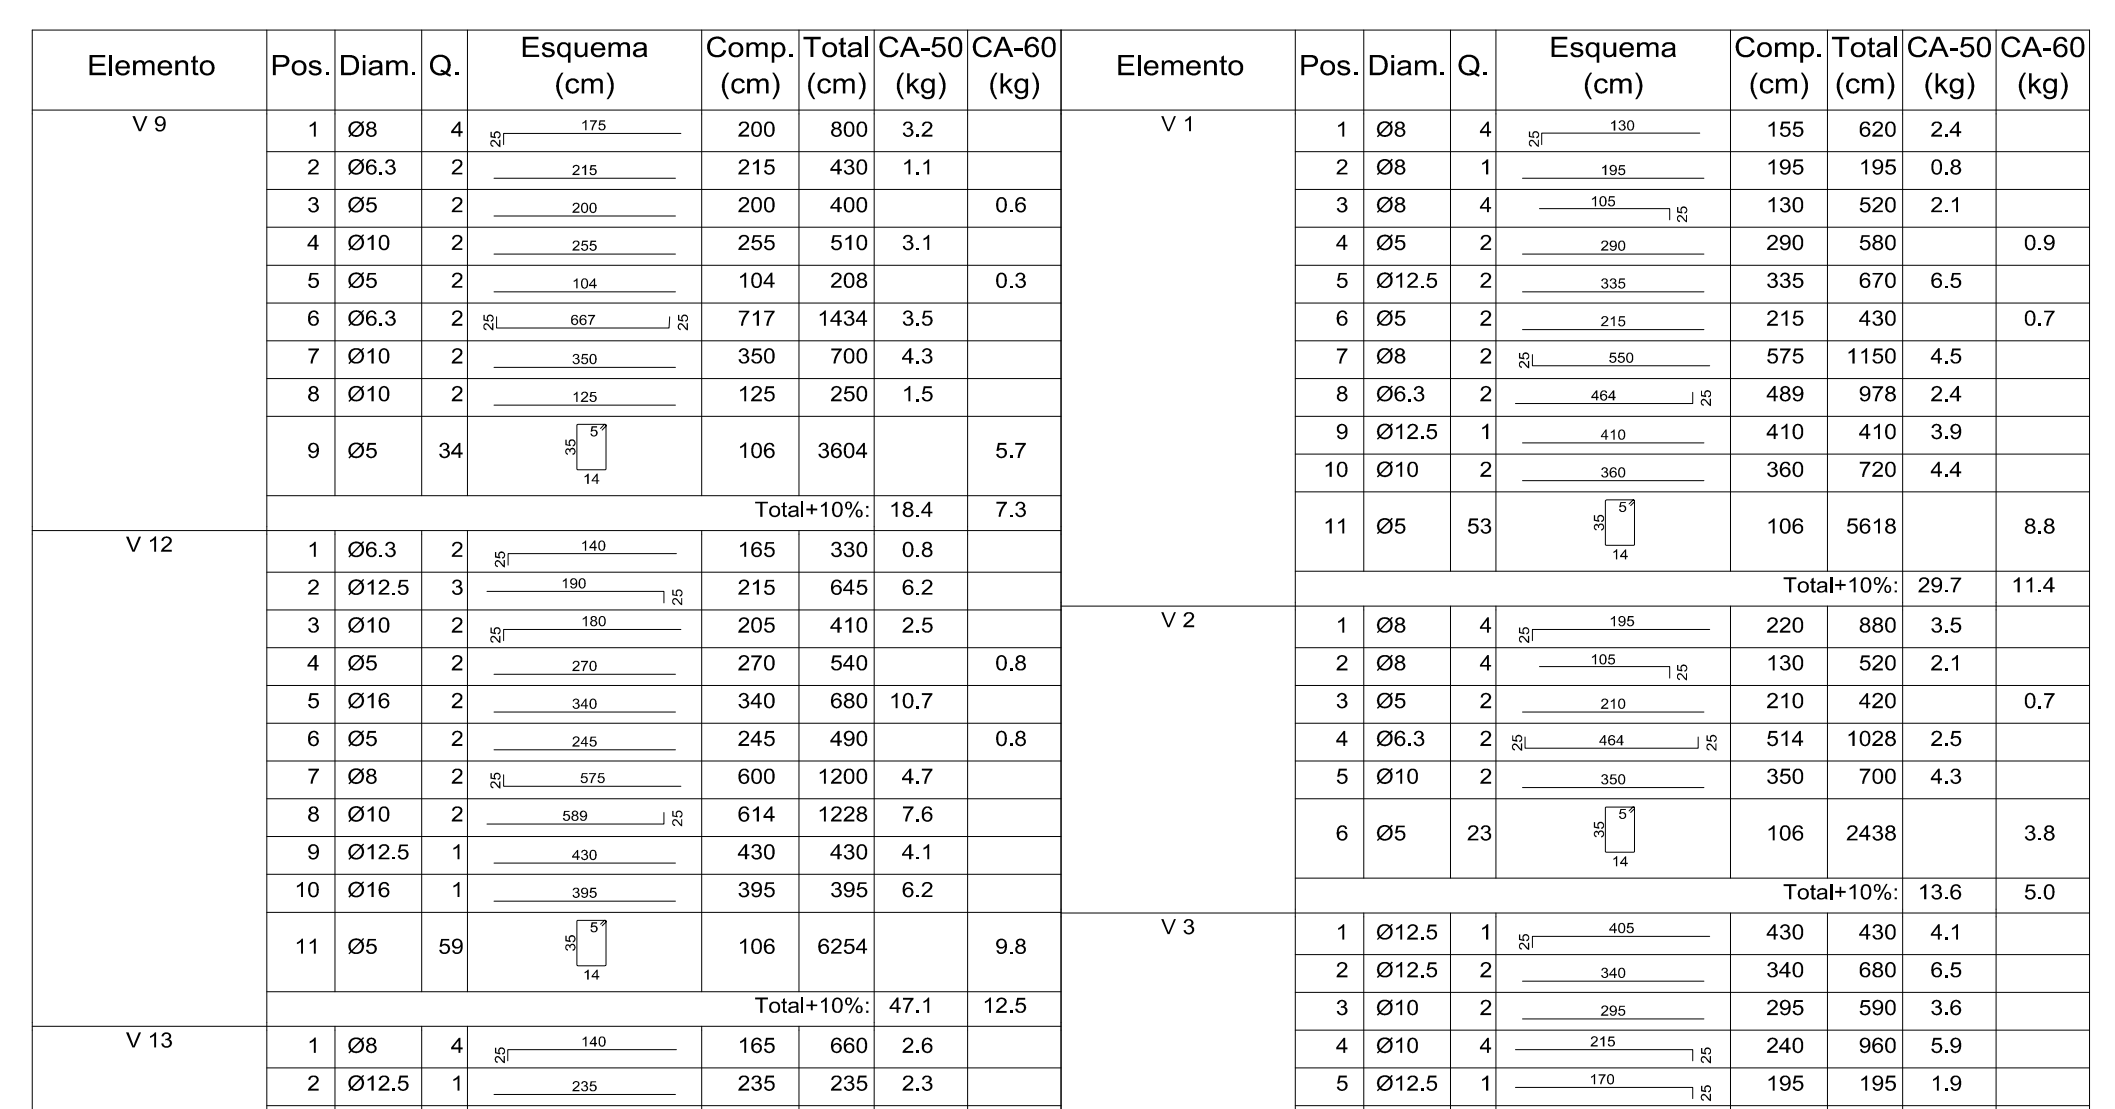 Elemento Pos. Diam. Q. Esquema (cm) Comp. (cm) Total (cm) CA-50 (kg) CA-60 (kg)
V 9 1 Ø8 4 25 175 200 800 3.2
2 Ø6.3 2 215 215 430 1.1
3 Ø5 2 200 200 400 0.6
4 Ø10 2 255 255 510 3.1
5 Ø5 2 104 104 208 0.3
6 Ø6.3 2 25 667 25 717 1434 3.5
7 Ø10 2 350 350 700 4.3
8 Ø10 2 125 125 250 1.5
9 Ø5 34 35 5 14 106 3604 5.7
Total+10%: 18.4 7.3
V 12 1 Ø6.3 2 25 140 165 330 0.8
2 Ø12.5 3 190 25 215 645 6.2
3 Ø10 2 25 180 205 410 2.5
4 Ø5 2 270 270 540 0.8
5 Ø16 2 340 340 680 10.7
6 Ø5 2 245 245 490 0.8
7 Ø8 2 25 575 600 1200 4.7
8 Ø10 2 589 25 614 1228 7.6
9 Ø12.5 1 430 430 430 4.1
10 Ø16 1 395 395 395 6.2
11 Ø5 59 35 5 14 106 6254 9.8
Total+10%: 47.1 12.5
V 13 1 Ø8 4 25 140 165 660 2.6
2 Ø12.5 1 235 235 235 2.3
Elemento Pos. Diam. Q. Esquema (cm) Comp. (cm) Total (cm) CA-50 (kg) CA-60 (kg)
V 1 1 Ø8 4 25 130 155 620 2.4
2 Ø8 1 195 195 195 0.8
3 Ø8 4 105 25 130 520 2.1
4 Ø5 2 290 290 580 0.9
5 Ø12.5 2 335 335 670 6.5
6 Ø5 2 215 215 430 0.7
7 Ø8 2 25 550 575 1150 4.5
8 Ø6.3 2 464 25 489 978 2.4
9 Ø12.5 1 410 410 410 3.9
10 Ø10 2 360 360 720 4.4
11 Ø5 53 35 5 14 106 5618 8.8
Total+10%: 29.7 11.4
V 2 1 Ø8 4 25 195 220 880 3.5
2 Ø8 4 105 25 130 520 2.1
3 Ø5 2 210 210 420 0.7
4 Ø6.3 2 25 464 25 514 1028 2.5
5 Ø10 2 350 350 700 4.3
6 Ø5 23 35 5 14 106 2438 3.8
Total+10%: 13.6 5.0
V 3 1 Ø12.5 1 25 405 430 430 4.1
2 Ø12.5 2 340 340 680 6.5
3 Ø10 2 295 295 590 3.6
4 Ø10 4 215 25 240 960 5.9
5 Ø12.5 1 170 25 195 195 1.9